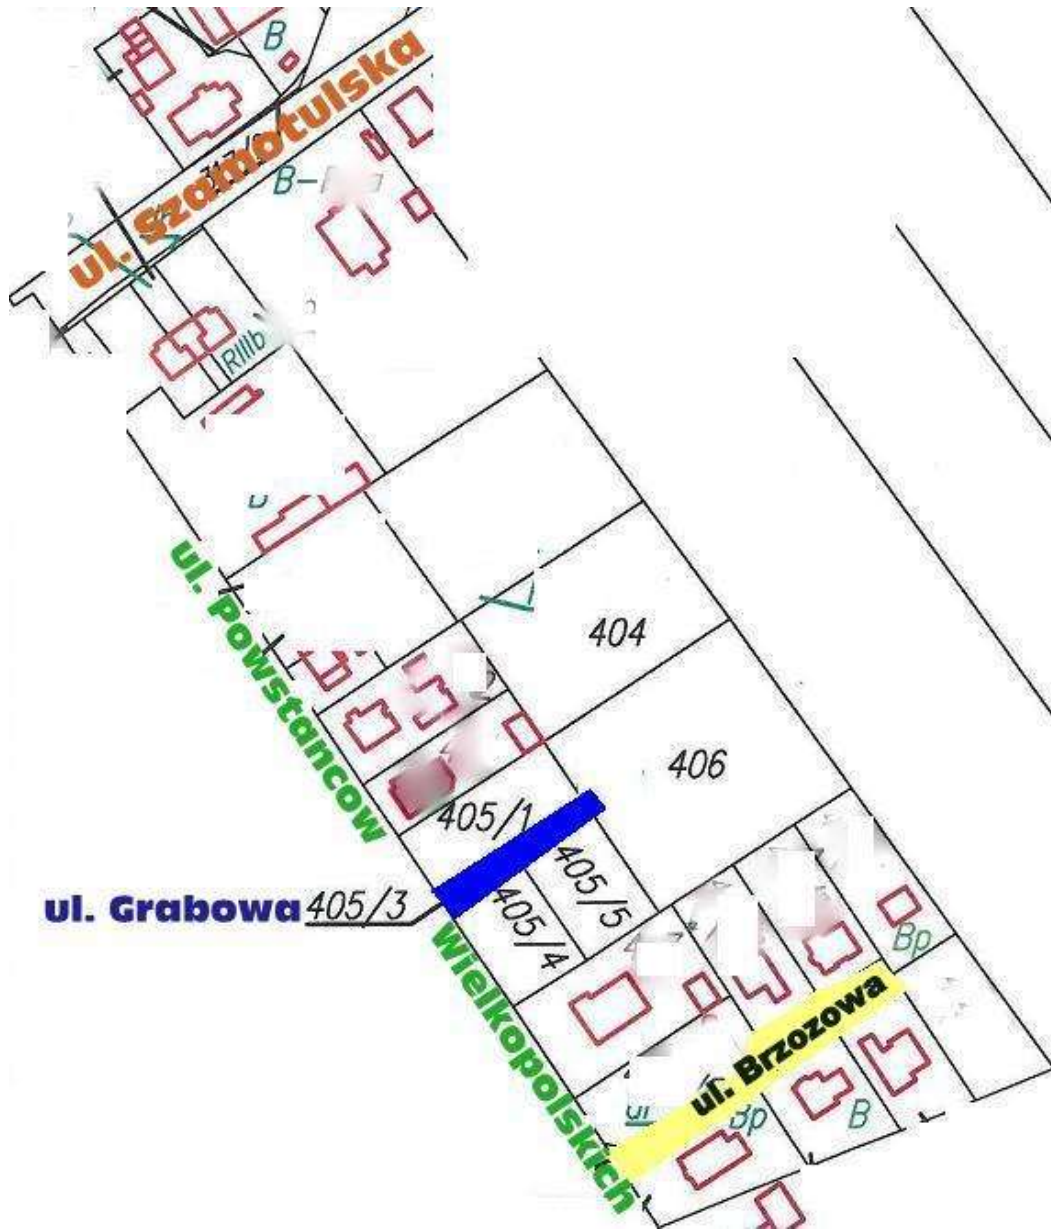 B
ul. Szamotulska
B-
RIIIb
ul. Powstancow
404
406
405/1
405/5
ul. Grabowa 405/3
405/4
Wielkopolskich
Bp
ul. Brzozowa
Bp
B